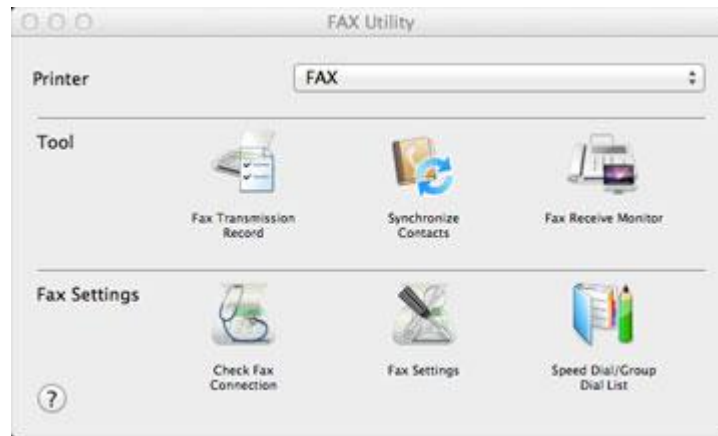 FAX Utility
Printer
FAX
Tool
Fax Transmission
Record
Synchronize
Contacts
Fax Receive Monitor
Fax Settings
Check Fax
Connection
Fax Settings
Speed Dial/Group
Dial List
?